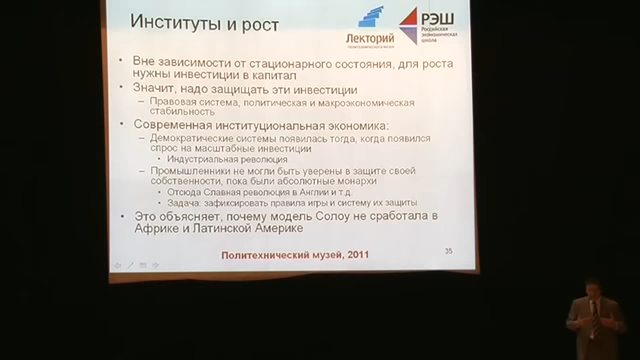 Институты и рост
Лекторий
ПОЛИТЕХНИЧЕСКОГО МУЗЕЯ
РЭШ
Российская
экономическая
школа
• Вне зависимости от стационарного состояния, для роста
нужны инвестиции в капитал
• Значит, надо защищать эти инвестиции
– Правовая система, политическая и макроэкономическая
стабильность
• Современная институциональная экономика:
– Демократические системы появилась тогда, когда появился
спрос на масштабные инвестиции
• Индустриальная революция
– Промышленники не могли быть уверены в защите своей
собственности, пока были абсолютные монархи
• Отсюда Славная революция в Англии и т.д.
• Задача: зафиксировать правила игры и систему их защиты
• Это объясняет, почему модель Солоу не сработала в
Африке и Латинской Америке
Политехнический музей, 2011
35